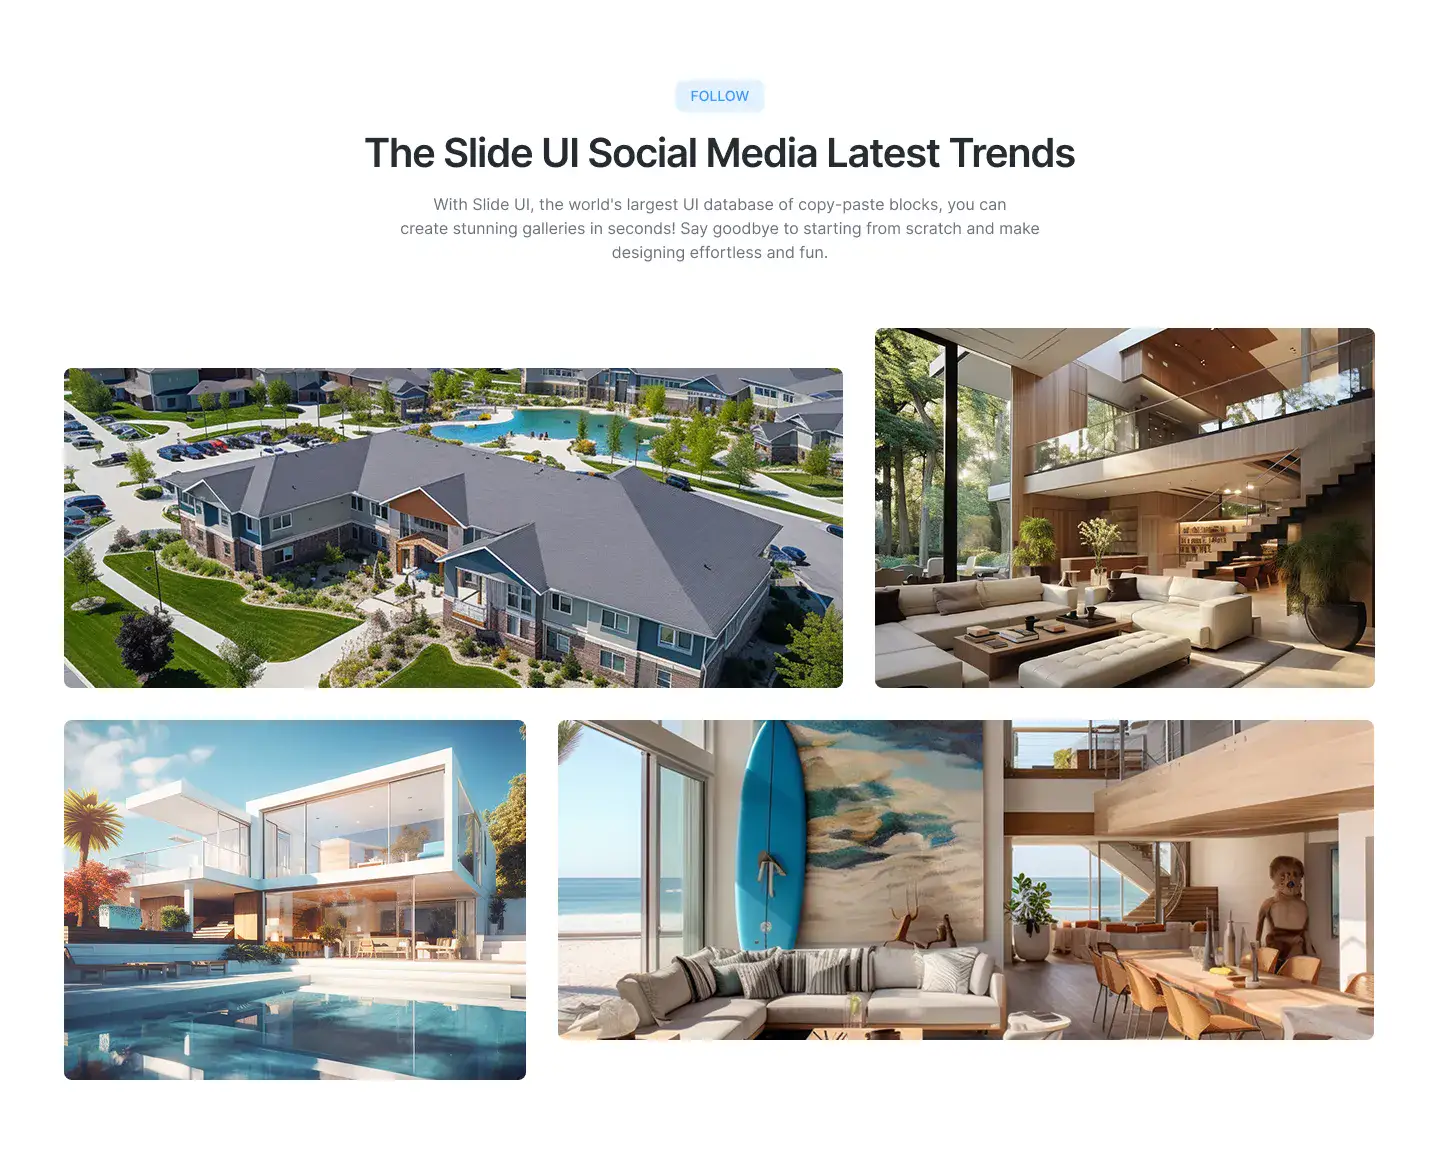 FOLLOW
The Slide UI Social Media Latest Trends
With Slide UI, the world's largest UI database of copy-paste blocks, you can
create stunning galleries in seconds! Say goodbye to starting from scratch and make
designing effortless and fun.